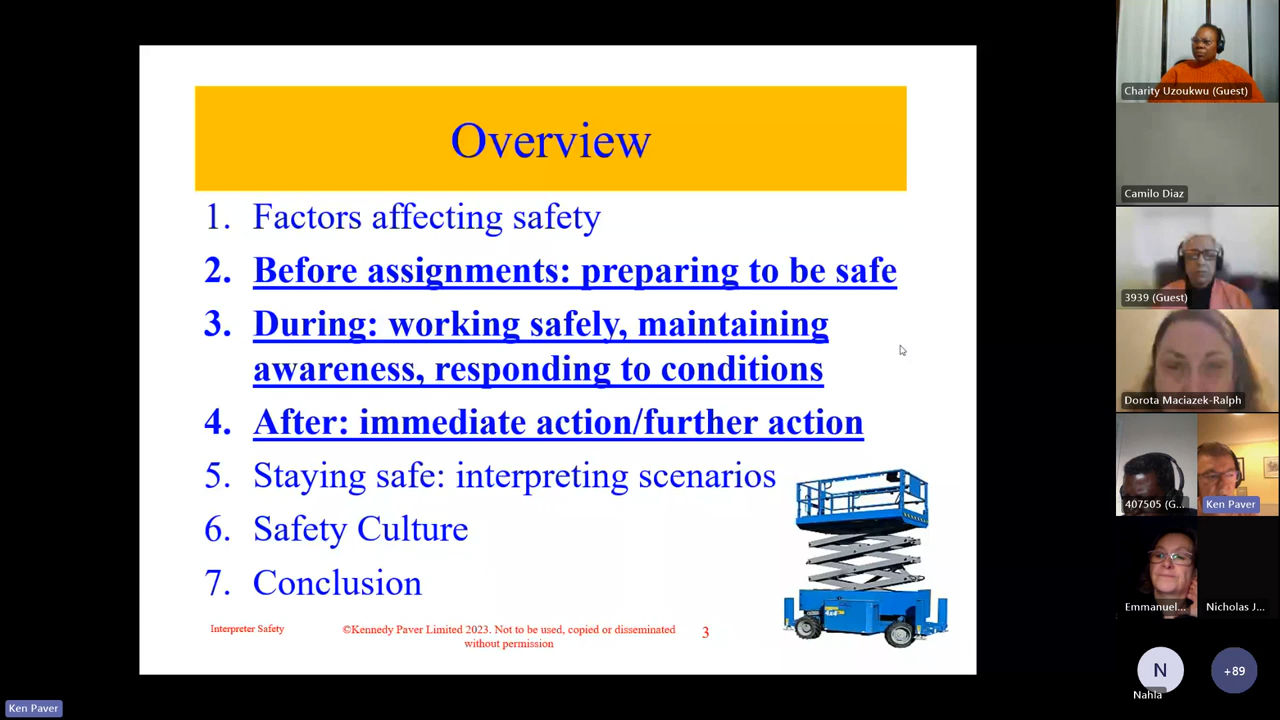 Overview
1. Factors affecting safety
2. Before assignments: preparing to be safe
3. During: working safely, maintaining
awareness, responding to conditions
4. After: immediate action/further action
5. Staying safe: interpreting scenarios
6. Safety Culture
7. Conclusion
Interpreter Safety
©Kennedy Paver Limited 2023. Not to be used, copied or disseminated
without permission
3
Charity Uzoukwu (Guest)
Camilo Diaz
3939 (Guest)
Dorota Maciazek-Ralph
407505 (G...
Ken Paver
Emmanuel...
Nicholas J...
N
Nahla
+89
Ken Paver